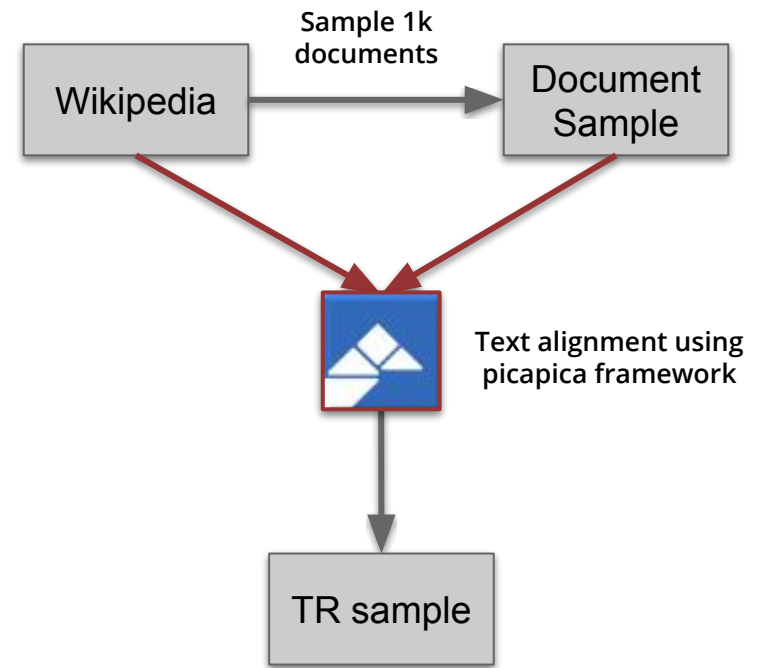 Sample 1k
documents
Wikipedia
Document
Sample
Text alignment using
picapica framework
TR sample